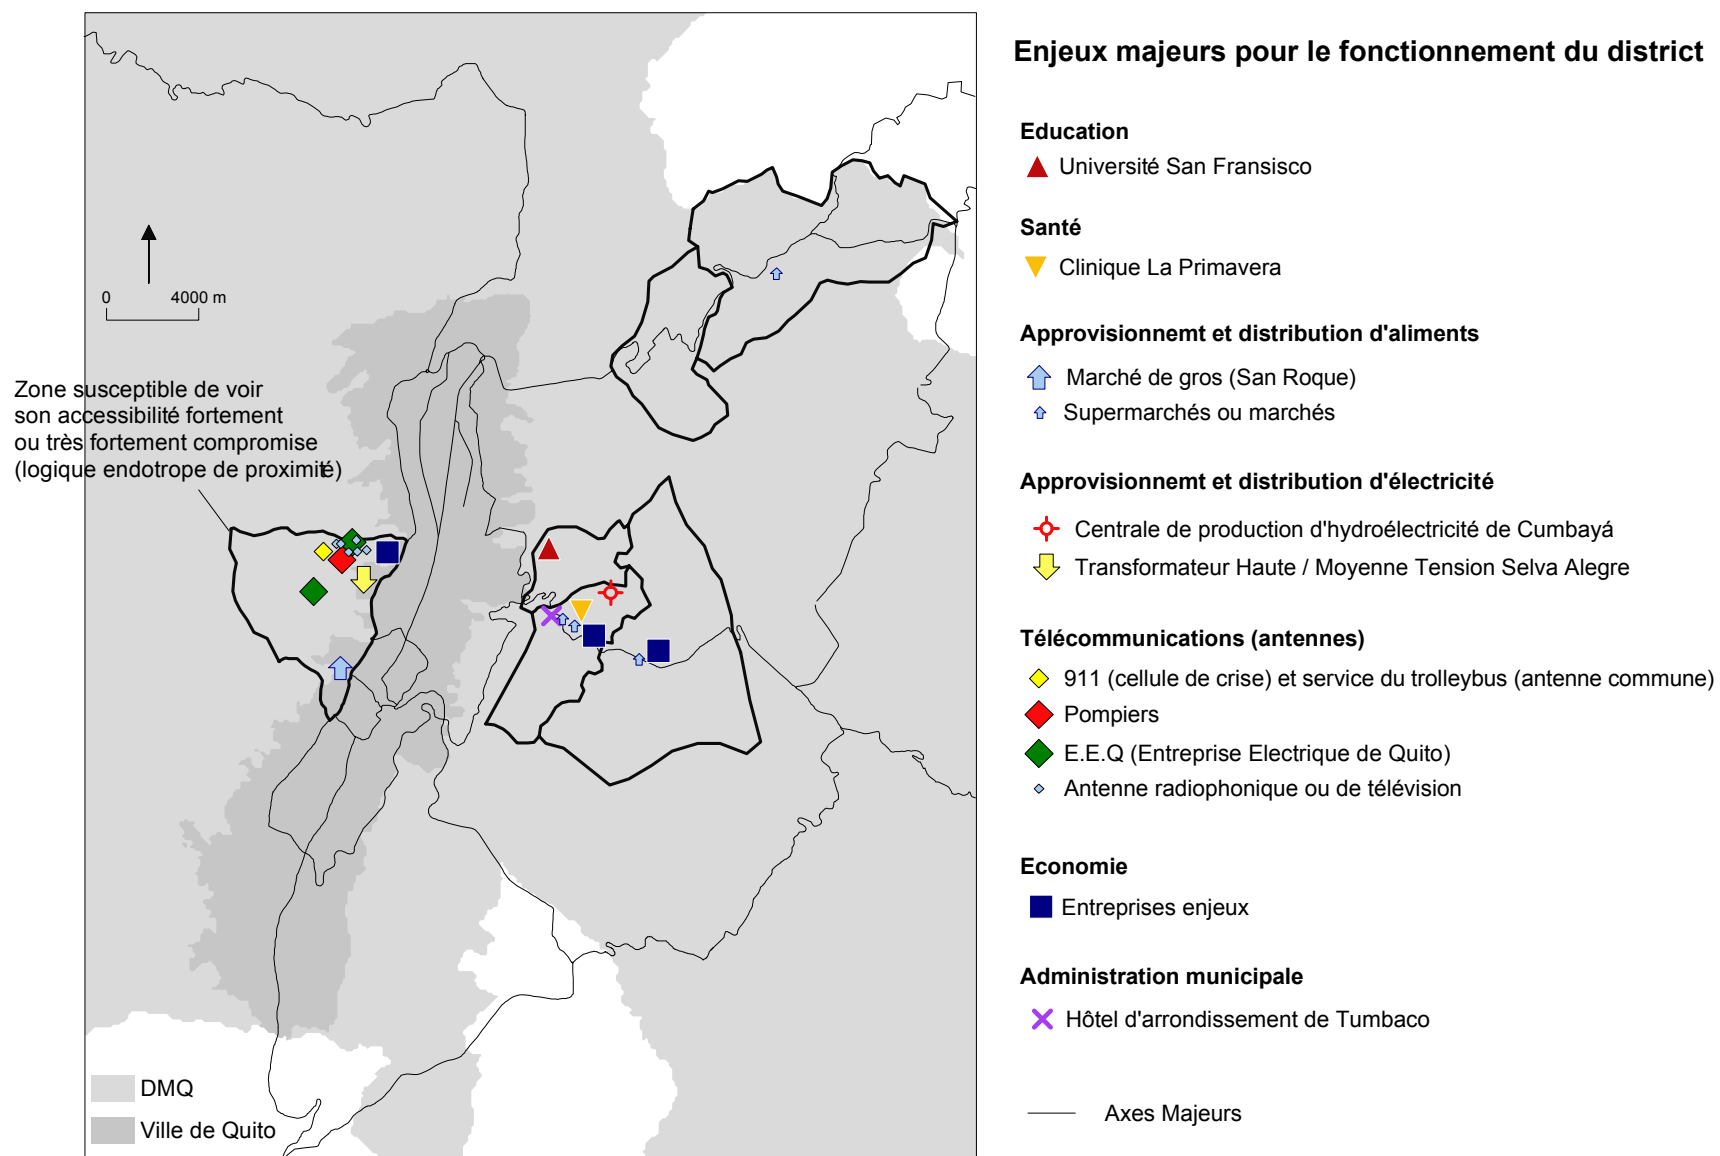 Enjeux majeurs pour le fonctionnement du district
Education
Université San Fransisco
Santé
Clinique La Primavera
Approvisionnemt et distribution d'aliments
Marché de gros (San Roque)
Supermarchés ou marchés
Approvisionnemt et distribution d'électricité
Centrale de production d'hydroélectricité de Cumbayá
Transformateur Haute / Moyenne Tension Selva Alegre
Télécommunications (antennes)
911 (cellule de crise) et service du trolleybus (antenne commune)
Pompiers
E.E.Q (Entreprise Electrique de Quito)
Antenne radiophonique ou de télévision
Economie
Entreprises enjeux
Administration municipale
Hôtel d'arrondissement de Tumbaco
Axes Majeurs
0 4000 m
Zone susceptible de voir
son accessibilité fortement
ou très fortement compromise
(logique endotrope de proximité)
DMQ
Ville de Quito